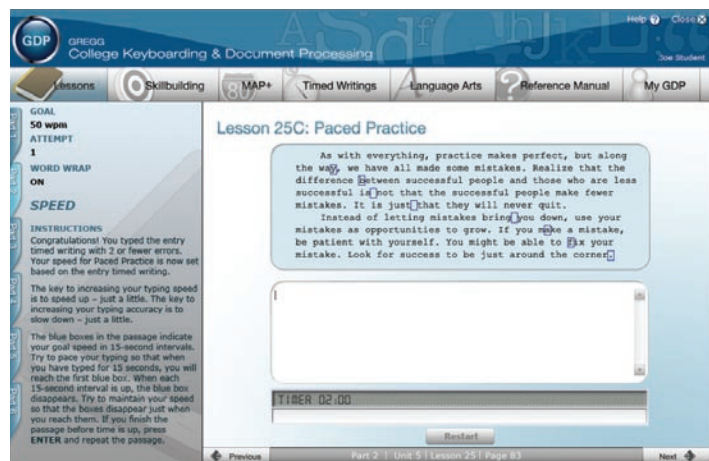 Help ? Close X
GDP GREGG
College Keyboarding & Document Processing
Joe Student
Lessons Skillbuilding MAP+ Timed Writings Language Arts Reference Manual My GDP
GOAL
50 wpm
ATTEMPT
1
WORD WRAP
ON
SPEED
INSTRUCTIONS
Congratulations! You typed the entry
timed writing with 2 or fewer errors.
Your speed for Paced Practice is now set
based on the entry timed writing.
The key to increasing your typing speed
is to speed up – just a little. The key to
increasing your typing accuracy is to
slow down – just a little.
The blue boxes in the passage indicate
your goal speed in 15-second intervals.
Try to pace your typing so that when
you have typed for 15 seconds, you will
reach the first blue box. When each
15-second interval is up, the blue box
disappears. Try to maintain your speed
so that the boxes disappear just when
you reach them. If you finish the
passage before time is up, press
ENTER and repeat the passage.
Lesson 25C: Paced Practice
As with everything, practice makes perfect, but along
the way, we have all made some mistakes. Realize that the
difference between successful people and those who are less
successful is not that the successful people make fewer
mistakes. It is just that they will never quit.
Instead of letting mistakes bring you down, use your
mistakes as opportunities to grow. If you make a mistake,
be patient with yourself. You might be able to fix your
mistake. Look for success to be just around the corner.
TIMER 02:00
Restart
Previous Part 2 | Unit 5 | Lesson 25 | Page 83 Next